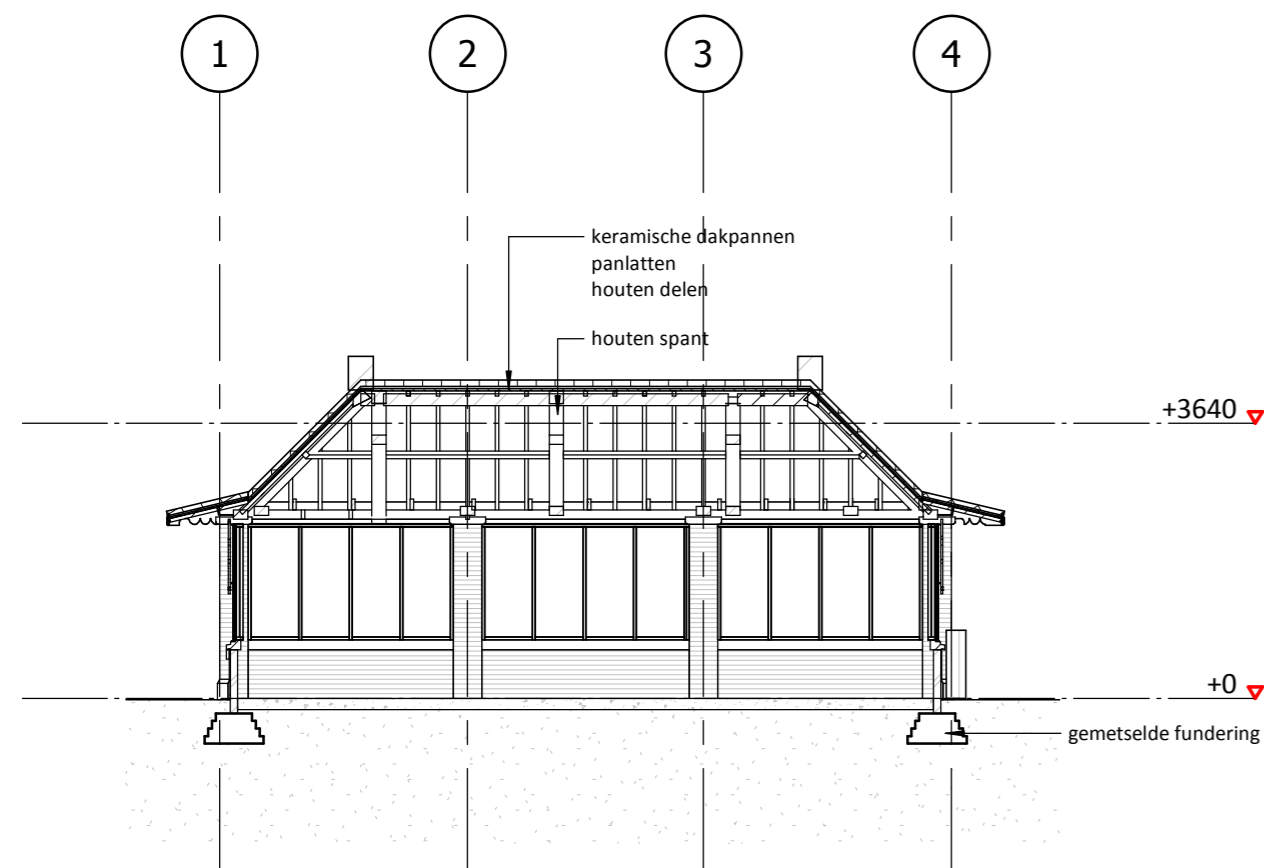 1 2 3 4
keramische dakpannen
panlatten
houten delen
houten spant
+3640
+0
gemetselde fundering